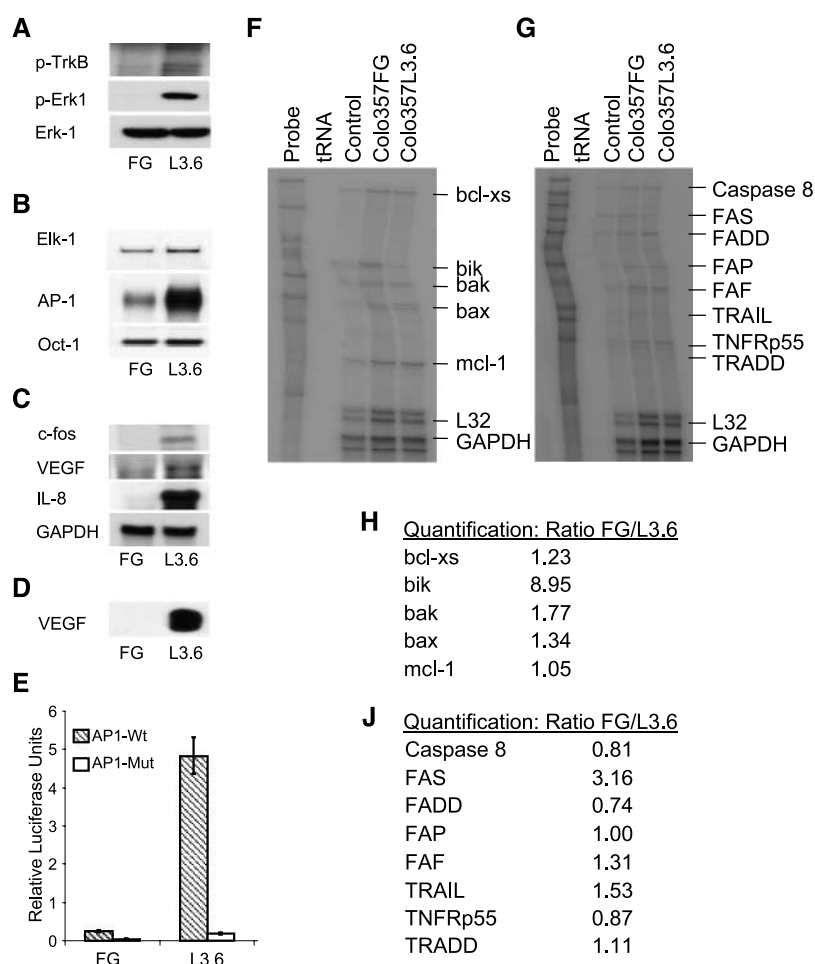 A
p-TrkB
p-Erk1
Erk-1
FG L3.6
B
Elk-1
AP-1
Oct-1
FG L3.6
C
c-fos
VEGF
IL-8
GAPDH
FG L3.6
D
VEGF
FG L3.6
E
Relative Luciferase Units
6
5
4
3
2
1
0
AP1-Wt
AP1-Mut
FG L3.6
F
Probe
tRNA
Control
Colo357FG
Colo357L3.6
bcl-xs
bik
bak
bax
mcl-1
L32
GAPDH
G
Probe
tRNA
Control
Colo357FG
Colo357L3.6
Caspase 8
FAS
FADD
FAP
FAF
TRAIL
TNFRp55
TRADD
L32
GAPDH
H
Quantification: Ratio FG/L3.6
bcl-xs 1.23
bik 8.95
bak 1.77
bax 1.34
mcl-1 1.05
J
Quantification: Ratio FG/L3.6
Caspase 8 0.81
FAS 3.16
FADD 0.74
FAP 1.00
FAF 1.31
TRAIL 1.53
TNFRp55 0.87
TRADD 1.11